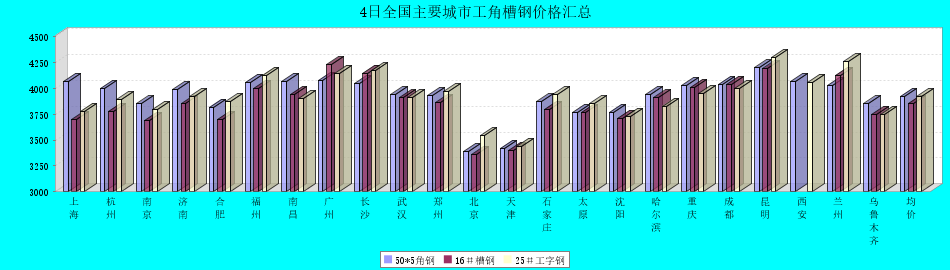 4日全国主要城市工角槽钢价格汇总
4500
4250
4000
3750
3500
3250
3000
上海
杭州
南京
济南
合肥
福州
南昌
广州
长沙
武汉
郑州
北京
天津
石家庄
太原
沈阳
哈尔滨
重庆
成都
昆明
西安
兰州
乌鲁木齐
均价
50*5角钢 16#槽钢 25#工字钢